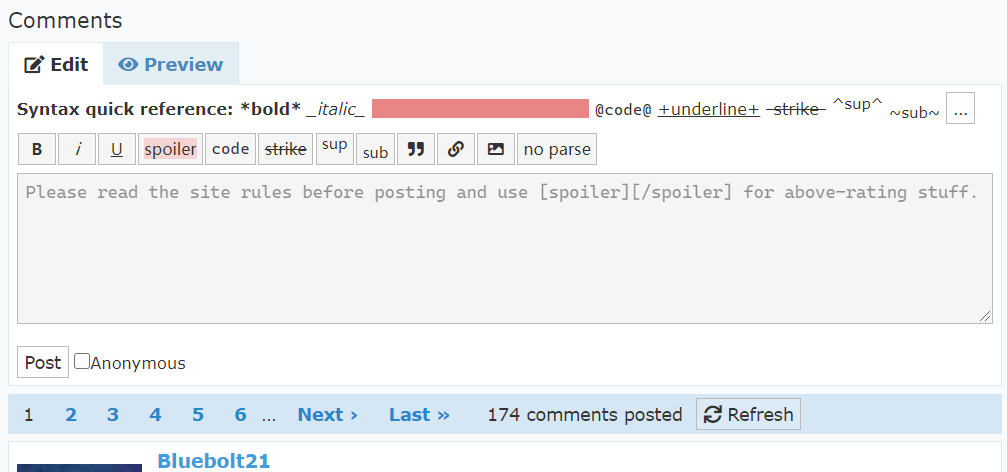 Comments
Edit Preview
Syntax quick reference: *bold* _italic_ @code@ +underline+ -strike- ^sup^ ~sub~ ...
B i U spoiler code strike sup sub no parse
Please read the site rules before posting and use [spoiler][/spoiler] for above-rating stuff.
Post Anonymous
1 2 3 4 5 6 … Next › Last » 174 comments posted Refresh
Bluebolt21